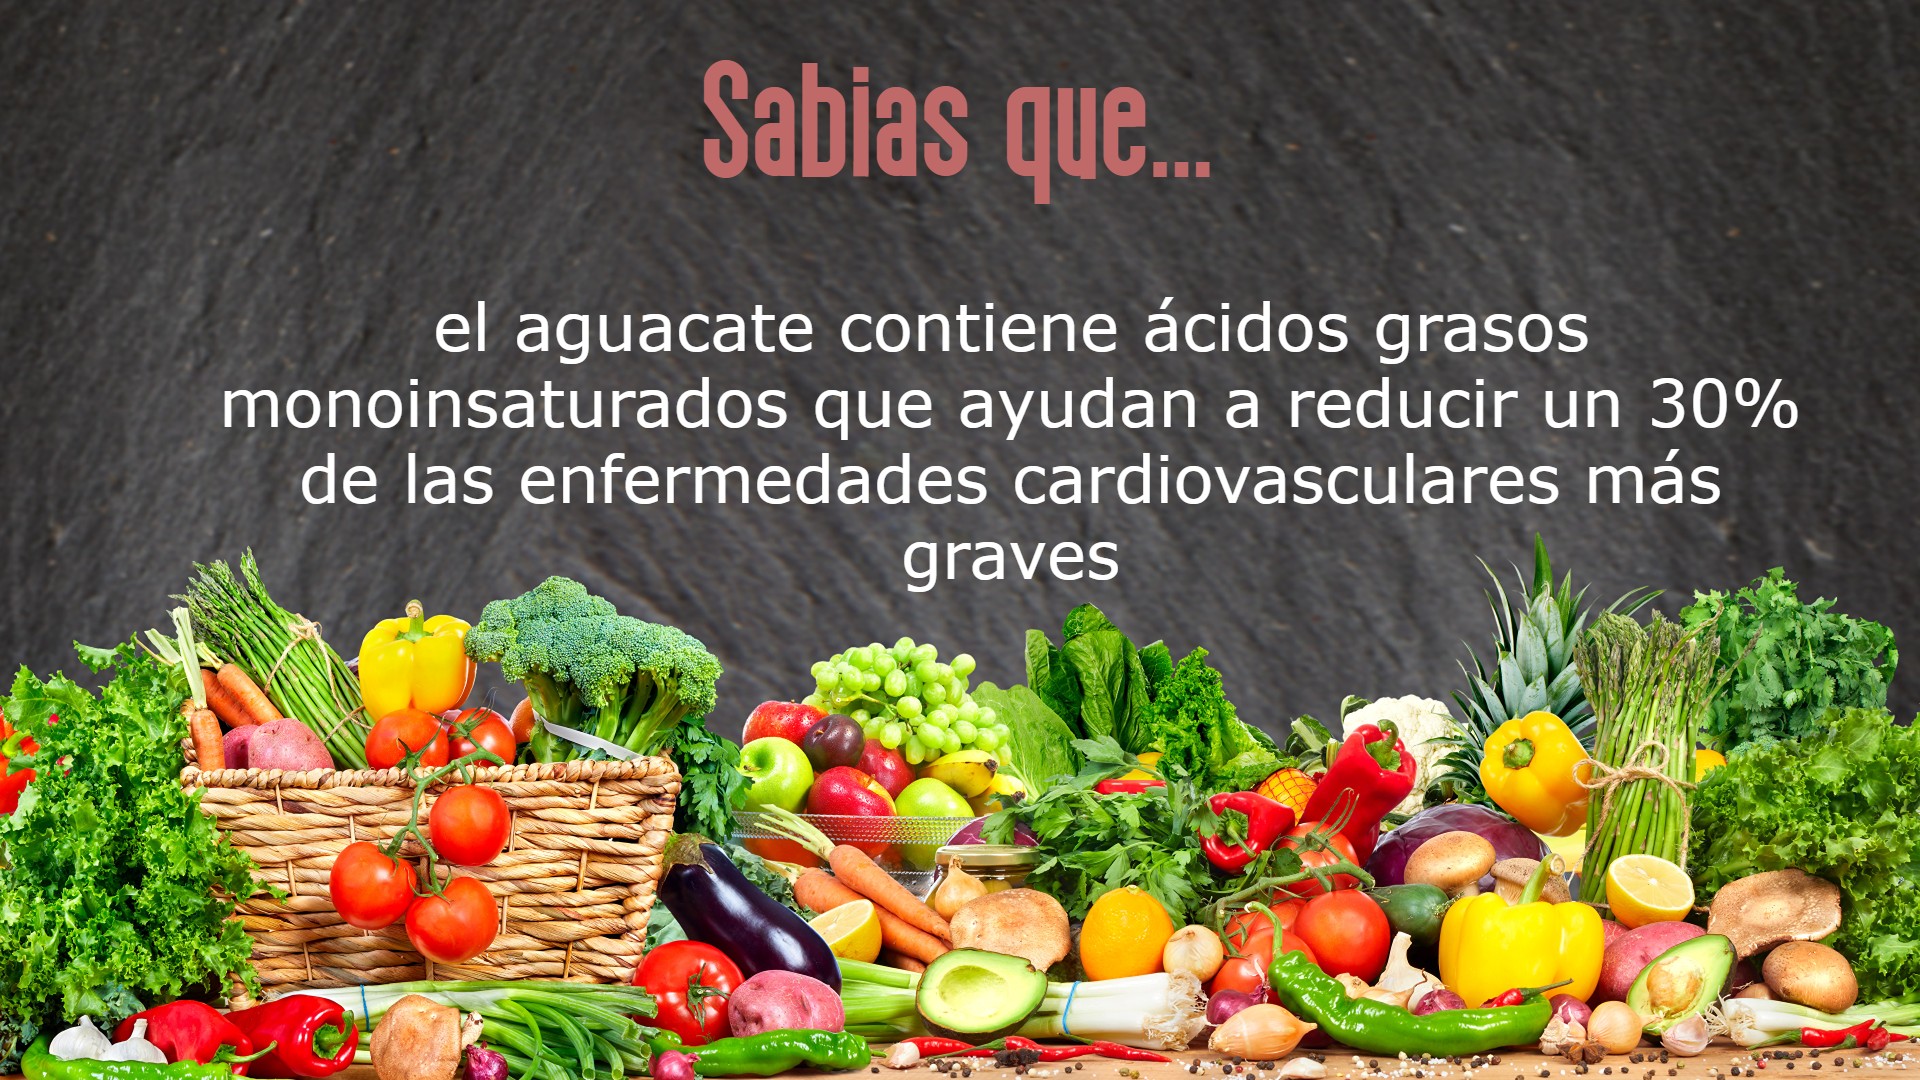 Sabias que...
el aguacate contiene ácidos grasos
monoinsaturados que ayudan a reducir un 30%
de las enfermedades cardiovasculares más
graves